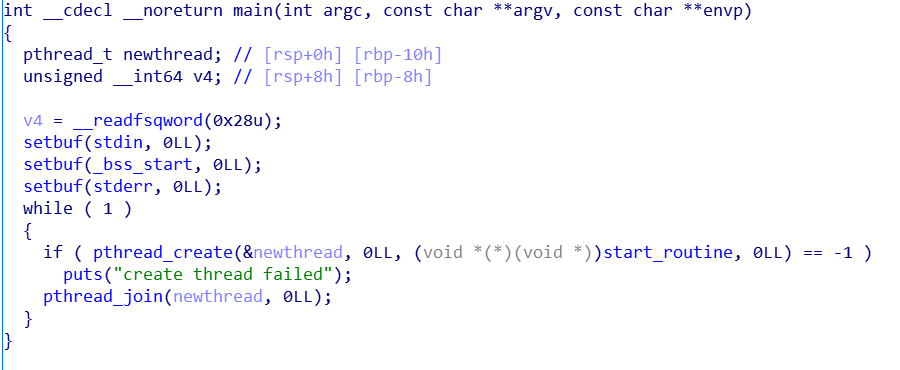 int __cdecl __noreturn main(int argc, const char **argv, const char **envp)
{
  pthread_t newthread; // [rsp+0h] [rbp-10h]
  unsigned __int64 v4; // [rsp+8h] [rbp-8h]

  v4 = __readfsqword(0x28u);
  setbuf(stdin, 0LL);
  setbuf(_bss_start, 0LL);
  setbuf(stderr, 0LL);
  while ( 1 )
  {
    if ( pthread_create(&newthread, 0LL, (void *(*)(void *))start_routine, 0LL) == -1 )
      puts("create thread failed");
    pthread_join(newthread, 0LL);
  }
}